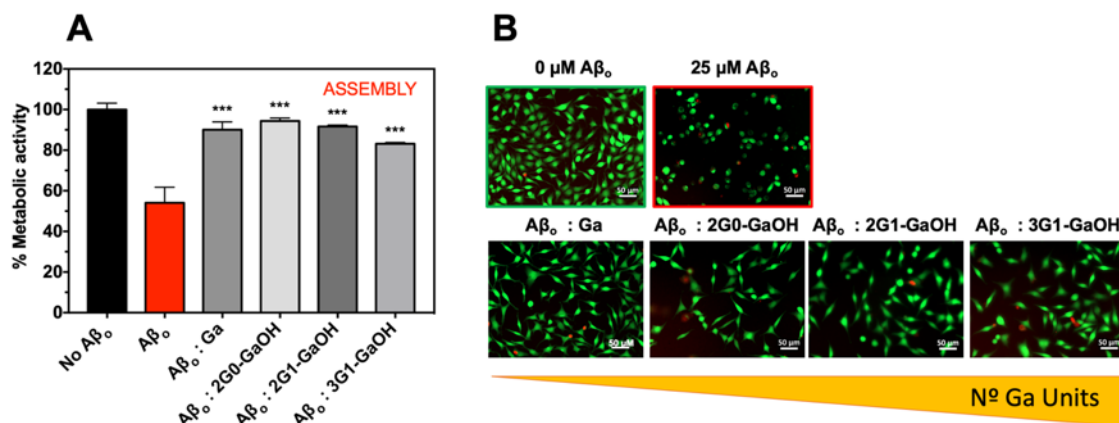 A
120
100
80
60
40
20
0
% Metabolic activity
ASSEMBLY
***
***
***
***
No Aβₒ
Aβₒ
Aβₒ : Ga
Aβₒ : 2G0-GaOH
Aβₒ : 2G1-GaOH
Aβₒ : 3G1-GaOH
B
0 µM Aβₒ
25 µM Aβₒ
50 µm
50 µm
Aβₒ : Ga
Aβₒ : 2G0-GaOH
Aβₒ : 2G1-GaOH
Aβₒ : 3G1-GaOH
50 µM
50 µm
50 µm
50 µm
Nº Ga Units